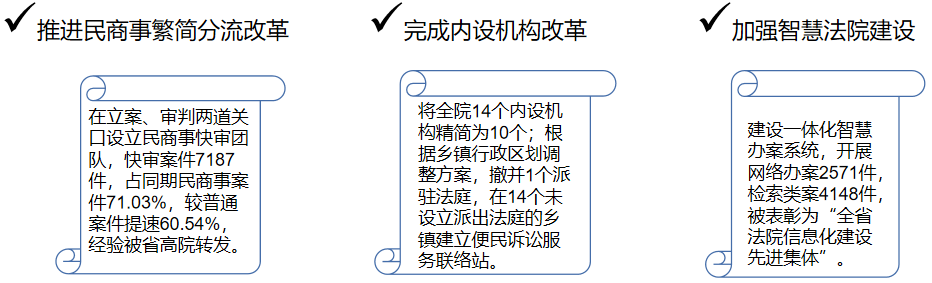 推进民商事繁简分流改革
在立案、审判两道关
口设立民商事快审团
队，快审案件7187
件，占同期民商事案
件71.03%，较普通
案件提速60.54%，
经验被省高院转发。
完成内设机构改革
将全院14个内设机
构精简为10个；根
据乡镇行政区划调
整方案，撤并1个派
驻法庭，在14个未
设立派出法庭的乡
镇建立便民诉讼服
务联络站。
加强智慧法院建设
建设一体化智慧
办案系统，开展
网络办案2571件，
检索类案4148件，
被表彰为“全省
法院信息化建设
先进集体”。